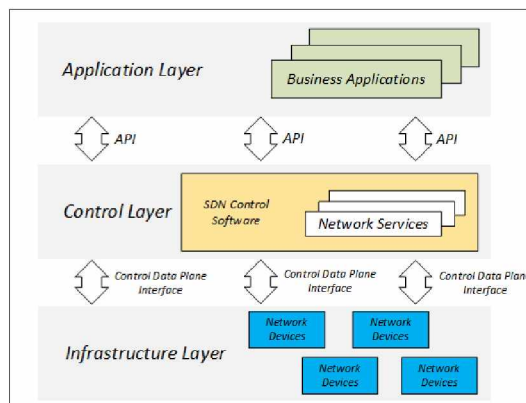 Application Layer
Business Applications
API
API
API
Control Layer
SDN Control
Software
Network Services
Control Data Plane
Interface
Control Data Plane
Interface
Control Data Plane
Interface
Infrastructure Layer
Network
Devices
Network
Devices
Network
Devices
Network
Devices